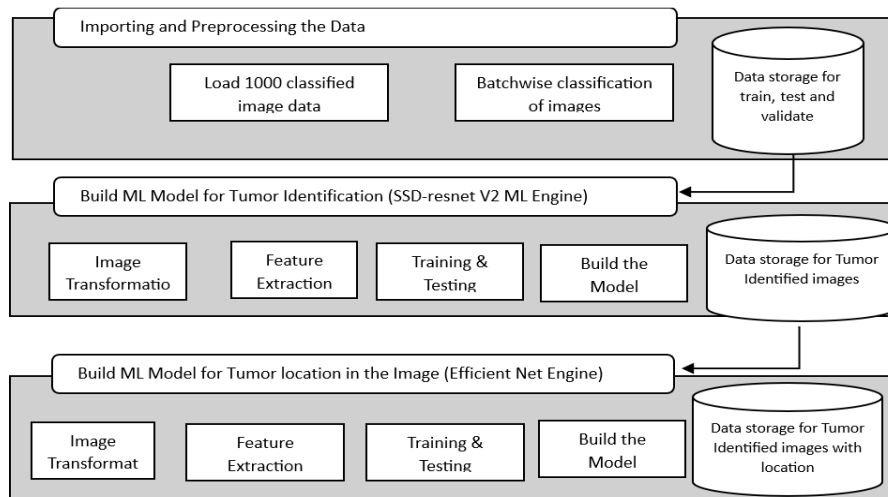 Importing and Preprocessing the Data
Load 1000 classified
image data
Batchwise classification
of images
Data storage for
train, test and
validate
Build ML Model for Tumor Identification (SSD-resnet V2 ML Engine)
Image
Transformatio
Feature
Extraction
Training &
Testing
Build the
Model
Data storage for Tumor
Identified images
Build ML Model for Tumor location in the Image (Efficient Net Engine)
Image
Transformat
Feature
Extraction
Training &
Testing
Build the
Model
Data storage for Tumor
Identified images with
location